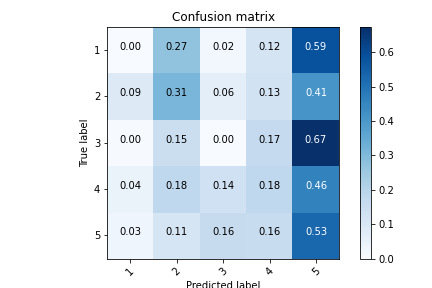 Confusion matrix
1 0.00 0.27 0.02 0.12 0.59
2 0.09 0.31 0.06 0.13 0.41
3 0.00 0.15 0.00 0.17 0.67
4 0.04 0.18 0.14 0.18 0.46
5 0.03 0.11 0.16 0.16 0.53
1 2 3 4 5
True label
Predicted label
0.6
0.5
0.4
0.3
0.2
0.1
0.0